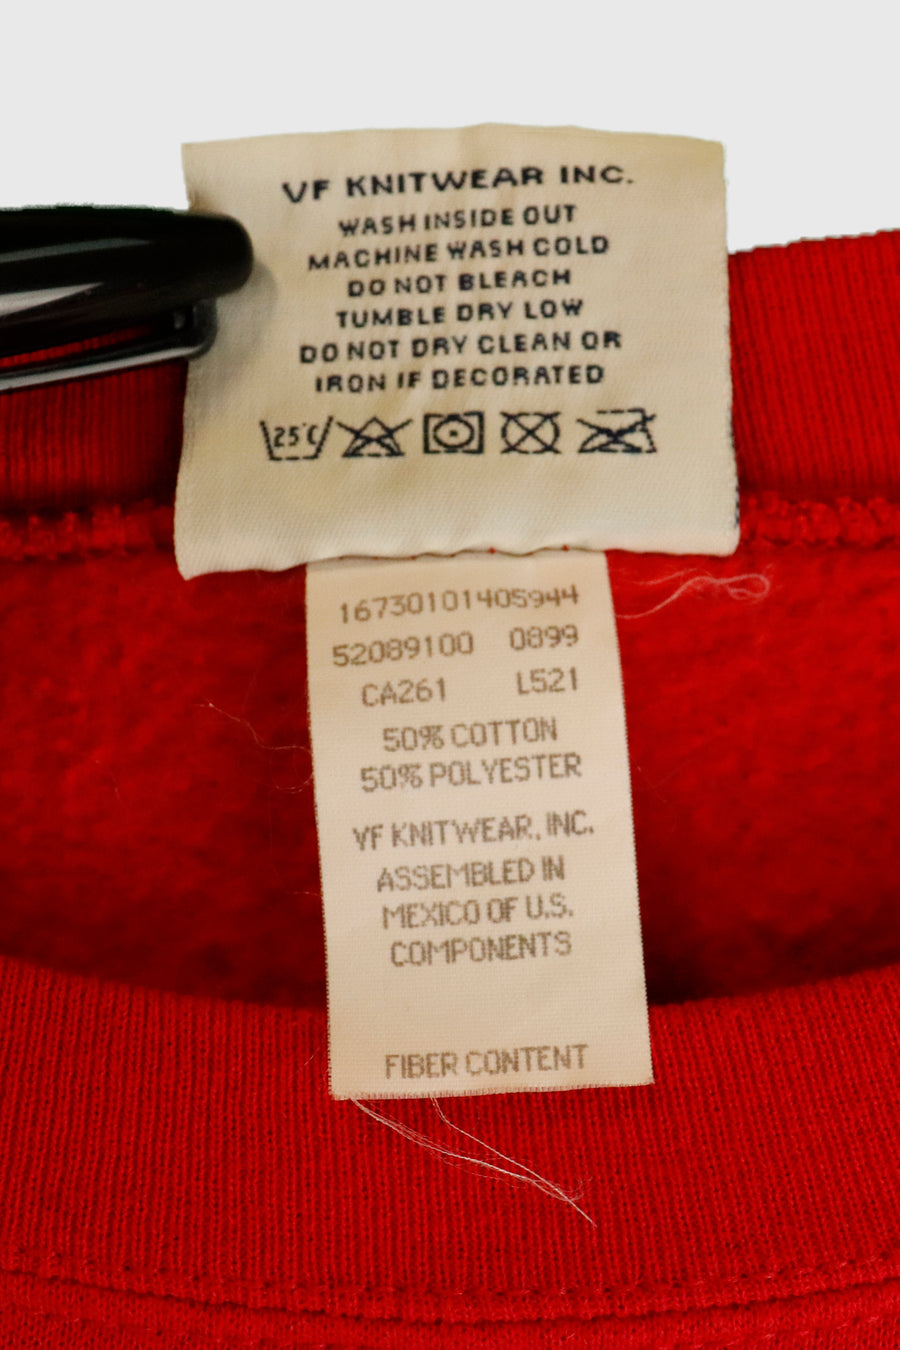 VF KNITWEAR INC.
WASH INSIDE OUT
MACHINE WASH COLD
DO NOT BLEACH
TUMBLE DRY LOW
DO NOT DRY CLEAN OR
IRON IF DECORATED
25°C
16730101405944
52089100 0899
CA261 L521
50% COTTON
50% POLYESTER
VF KNITWEAR, INC.
ASSEMBLED IN
MEXICO OF U.S.
COMPONENTS
FIBER CONTENT